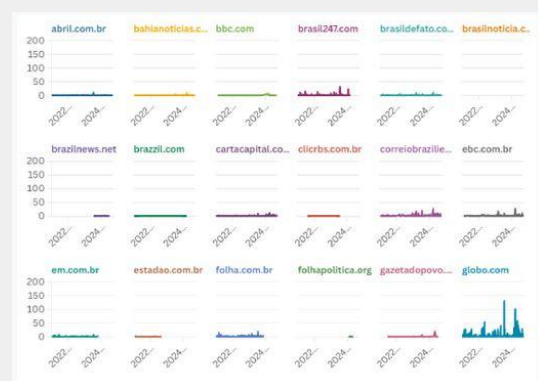 abril.com.br bahianoticias.c... bbc.com brasil247.com brasildefato.co... brasilnoticia.c...
200
150
100
50
0
2022... 2024... 2022... 2024... 2022... 2024... 2022... 2024... 2022... 2024... 2022... 2024...
brazilnews.net brazzil.com cartacapital.co... clicrbs.com.br correiobrazilie... ebc.com.br
200
150
100
50
0
2022... 2024... 2022... 2024... 2022... 2024... 2022... 2024... 2022... 2024... 2022... 2024...
em.com.br estadao.com.br folha.com.br folhapolitica.org gazetadopovo.... globo.com
200
150
100
50
0
2022... 2024... 2022... 2024... 2022... 2024... 2022... 2024... 2022... 2024... 2022... 2024...